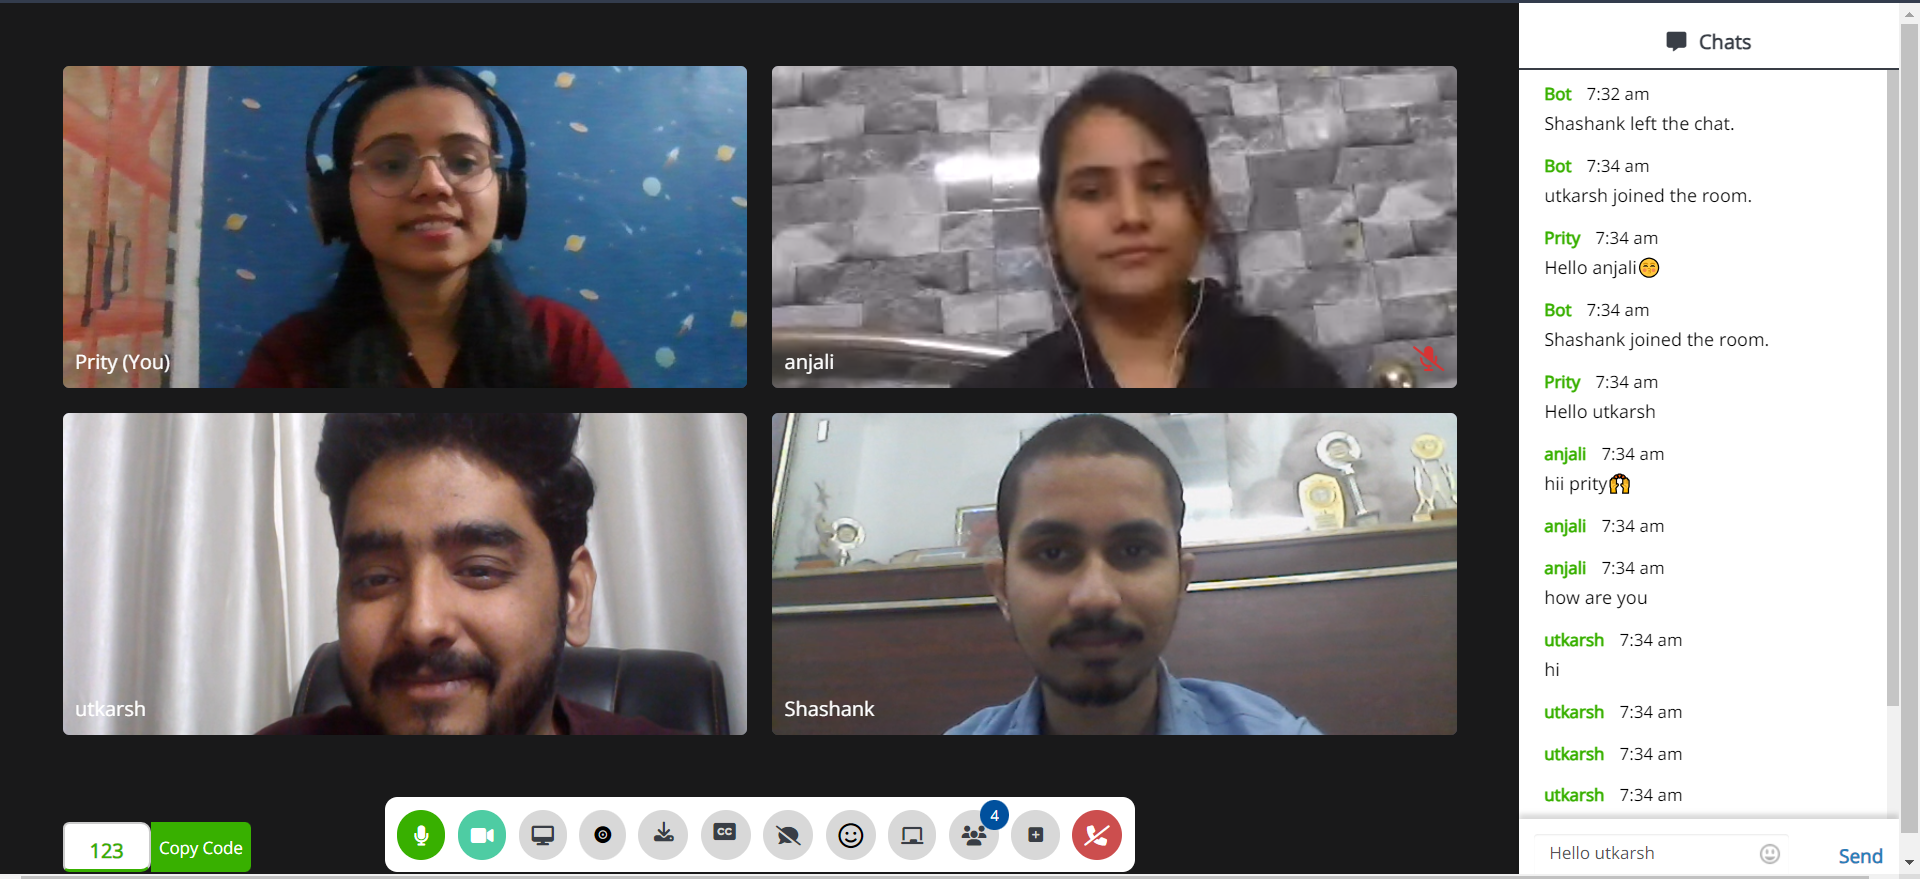 Prity (You)
anjali
utkarsh
Shashank
123
Copy Code
CC
4
Chats
Bot 7:32 am
Shashank left the chat.
Bot 7:34 am
utkarsh joined the room.
Prity 7:34 am
Hello anjali😊
Bot 7:34 am
Shashank joined the room.
Prity 7:34 am
Hello utkarsh
anjali 7:34 am
hii prity🙌
anjali 7:34 am
anjali 7:34 am
how are you
utkarsh 7:34 am
hi
utkarsh 7:34 am
utkarsh 7:34 am
utkarsh 7:34 am
Hello utkarsh
Send